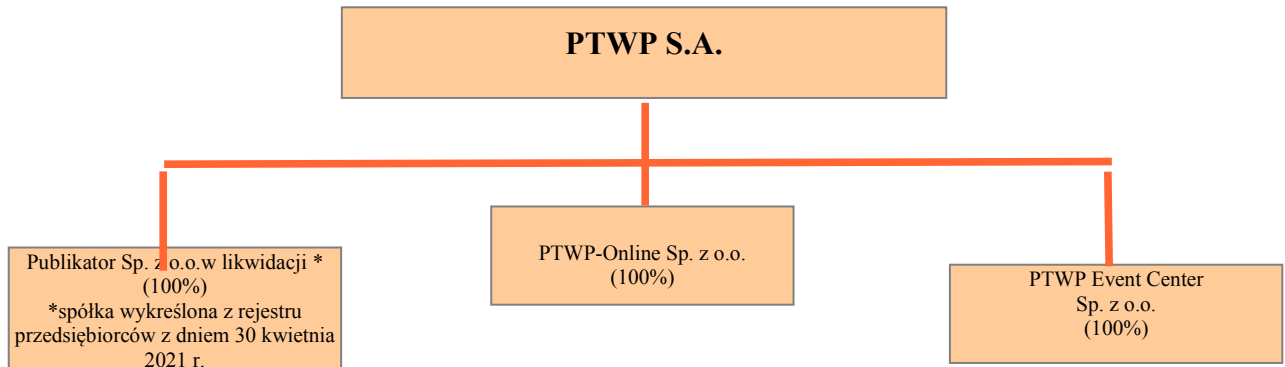 PTWP S.A.
Publikator Sp. z o.o.w likwidacji *
(100%)
*spółka wykreślona z rejestru
przedsiębiorców z dniem 30 kwietnia
2021 r.
PTWP-Online Sp. z o.o.
(100%)
PTWP Event Center
Sp. z o.o.
(100%)